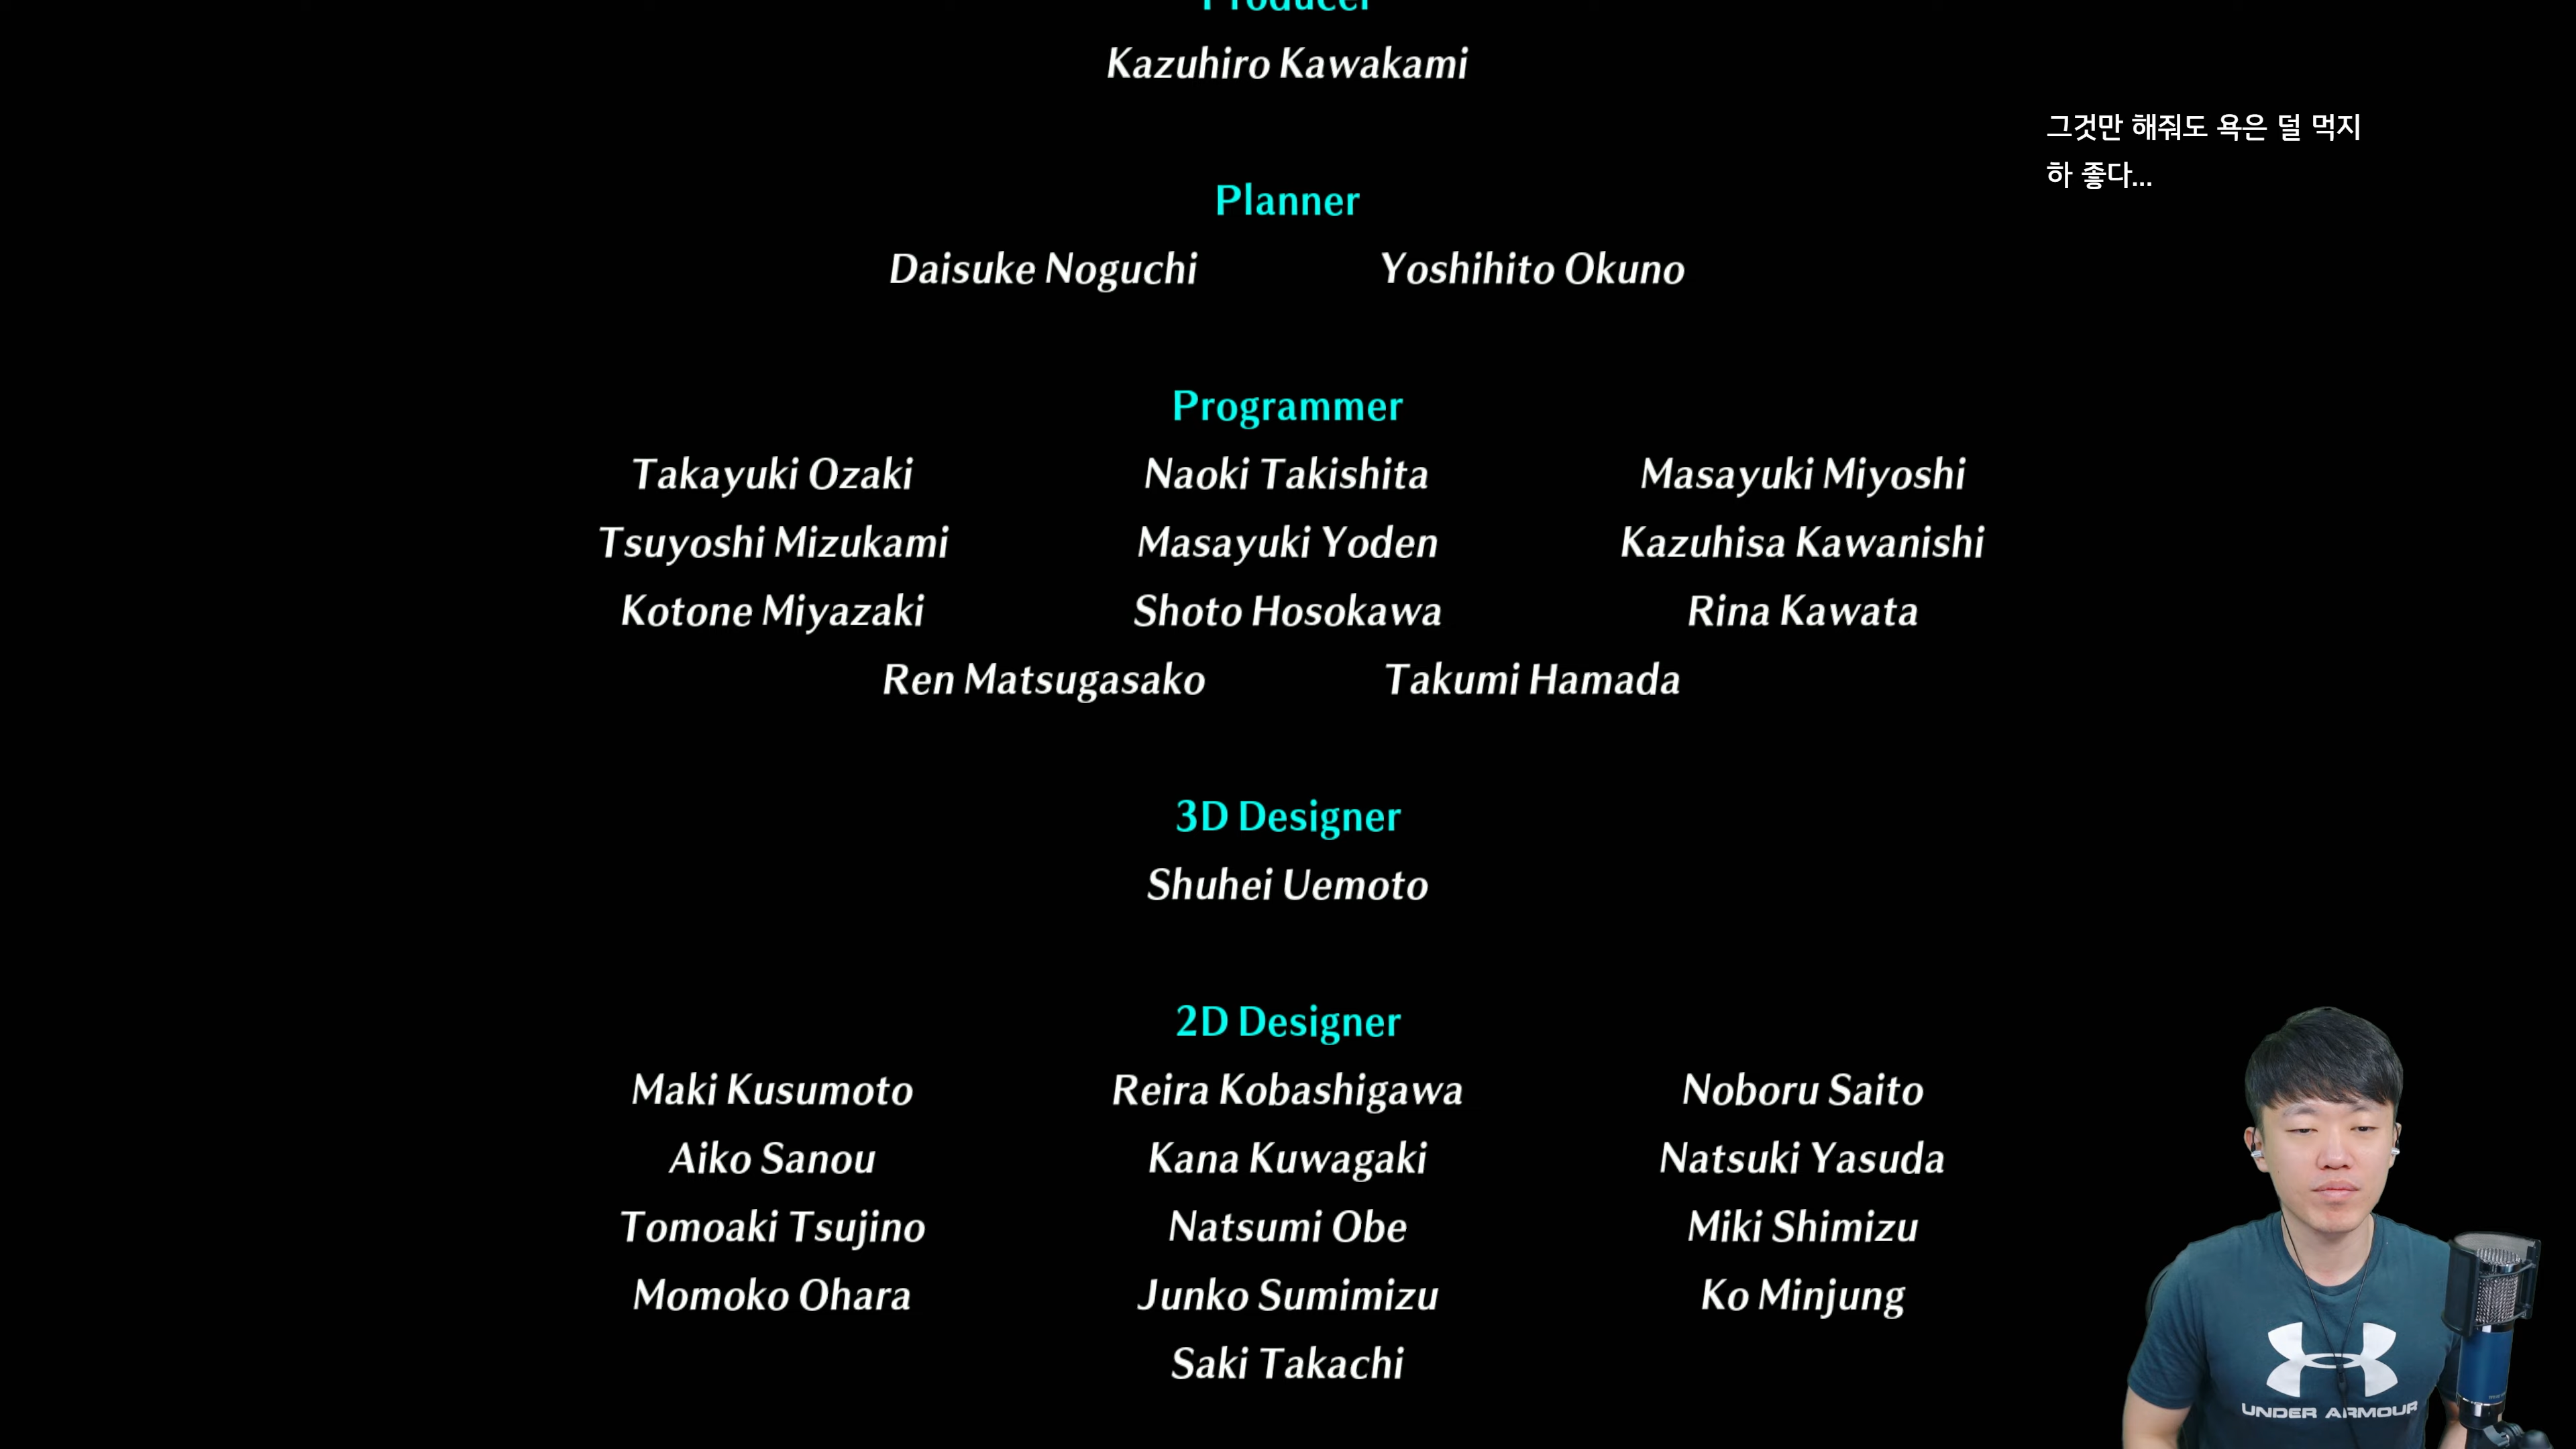 Producer
Kazuhiro Kawakami
그것만 해줘도 욕은 덜 먹지
하 좋다...
Planner
Daisuke Noguchi Yoshihito Okuno
Programmer
Takayuki Ozaki Naoki Takishita Masayuki Miyoshi
Tsuyoshi Mizukami Masayuki Yoden Kazuhisa Kawanishi
Kotone Miyazaki Shoto Hosokawa Rina Kawata
Ren Matsugasako Takumi Hamada
3D Designer
Shuhei Uemoto
2D Designer
Maki Kusumoto Reira Kobashigawa Noboru Saito
Aiko Sanou Kana Kuwagaki Natsuki Yasuda
Tomoaki Tsujino Natsumi Obe Miki Shimizu
Momoko Ohara Junko Sumimizu Ko Minjung
Saki Takachi
UNDER ARMOUR